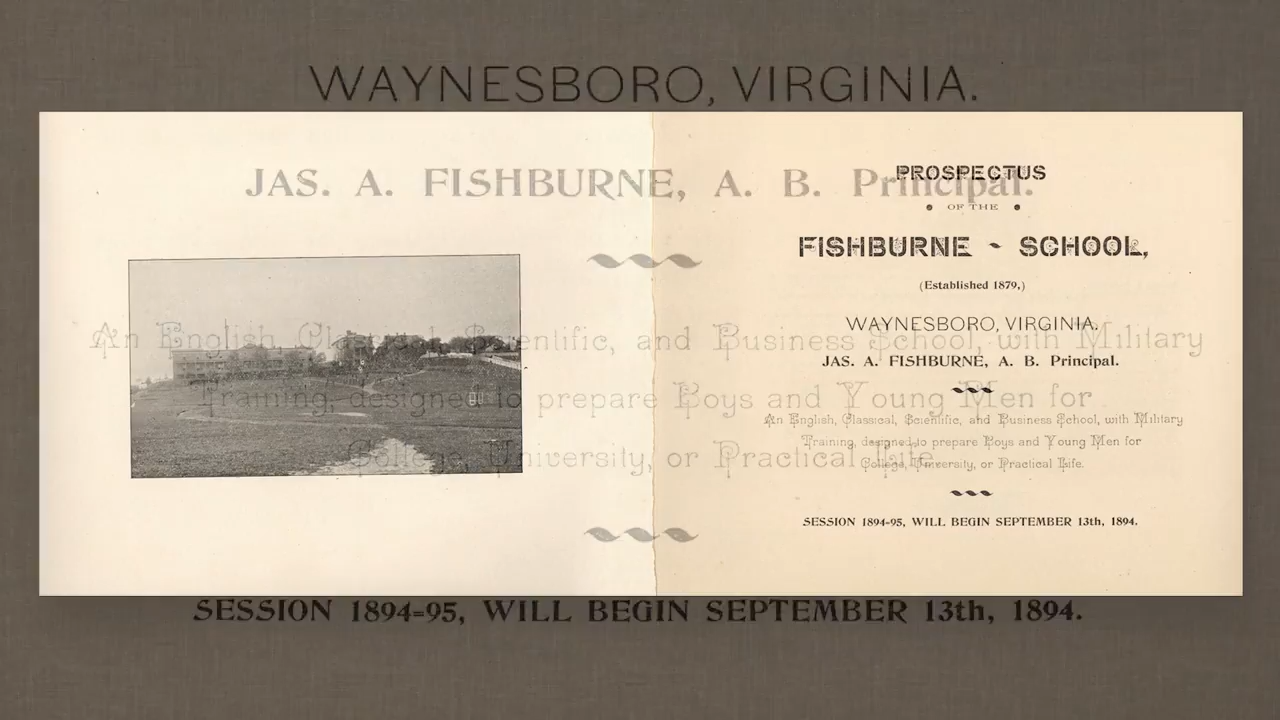 WAYNESBORO, VIRGINIA.
JAS. A. FISHBURNE, A. B. Principal.
An English, Classical, Scientific, and Business School, with Military
Training, designed to prepare Boys and Young Men for
College, University, or Practical Life.
SESSION 1894-95, WILL BEGIN SEPTEMBER 13th, 1894.
PROSPECTUS
OF THE
FISHBURNE - SCHOOL,
(Established 1879,)
WAYNESBORO, VIRGINIA.
JAS. A. FISHBURNE, A. B. Principal.
An English, Classical, Scientific, and Business School, with Military
Training, designed to prepare Boys and Young Men for
College, University, or Practical Life.
SESSION 1894-95, WILL BEGIN SEPTEMBER 13th, 1894.